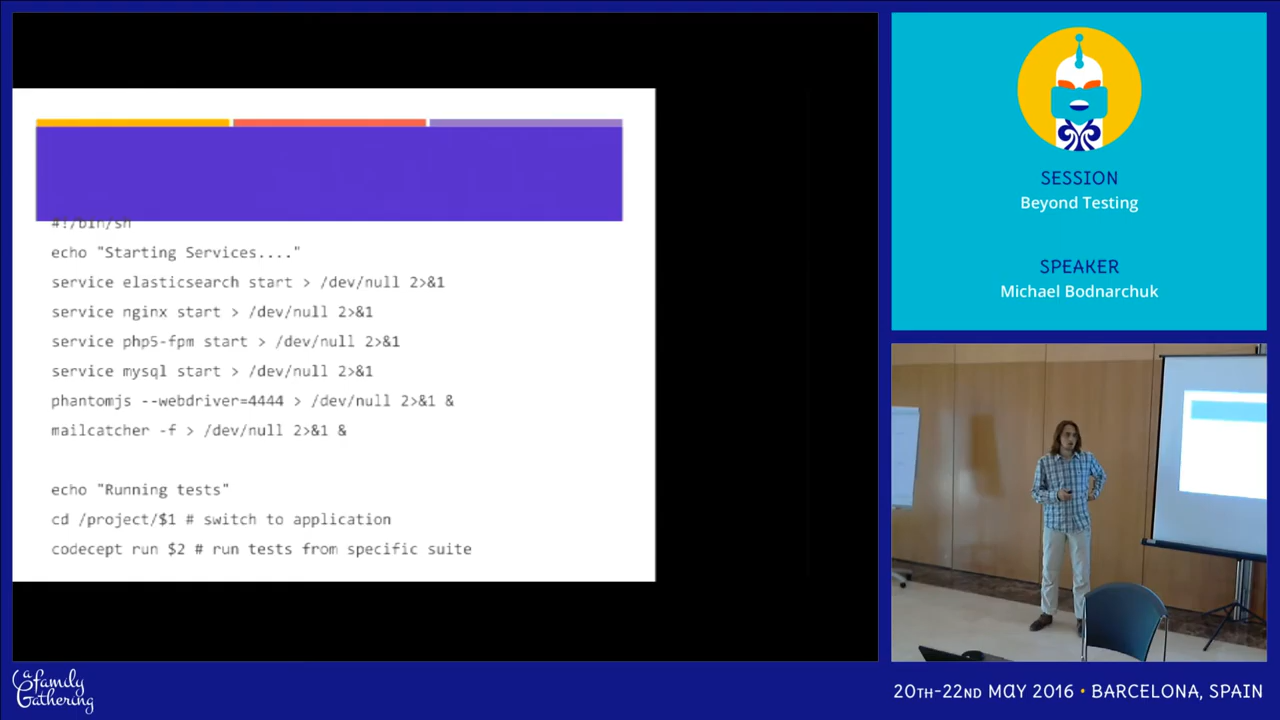 #!/bin/sh
echo "Starting Services...."
service elasticsearch start > /dev/null 2>&1
service nginx start > /dev/null 2>&1
service php5-fpm start > /dev/null 2>&1
service mysql start > /dev/null 2>&1
phantomjs --webdriver=4444 > /dev/null 2>&1 &
mailcatcher -f > /dev/null 2>&1 &
echo "Running tests"
cd /project/$1 # switch to application
codecept run $2 # run tests from specific suite
SESSION
Beyond Testing
SPEAKER
Michael Bodnarchuk
a family
Gathering
20TH-22ND MAY 2016 • BARCELONA, SPAIN